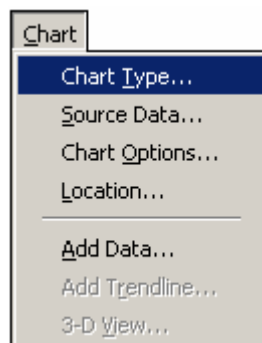 Chart
Chart Type...
Source Data...
Chart Options...
Location...
Add Data...
Add Trendline...
3-D View...